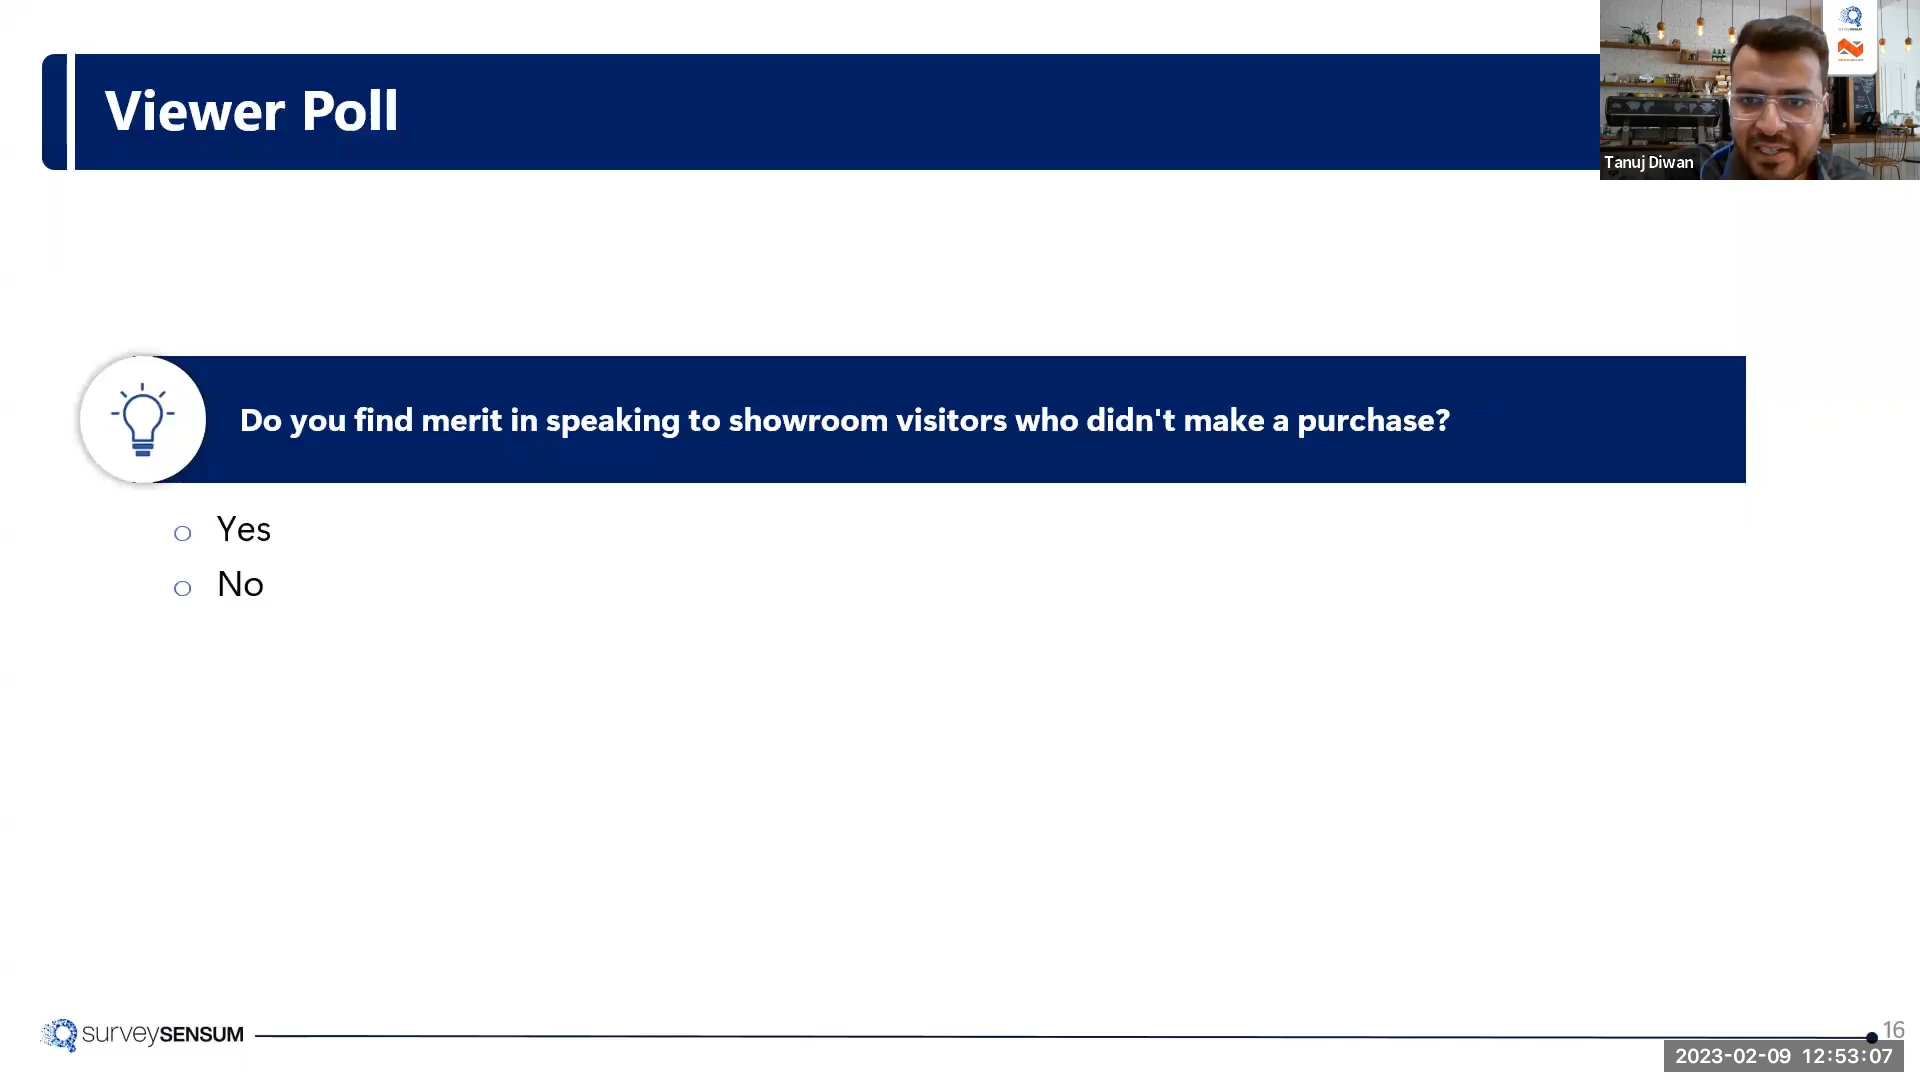 Viewer Poll
Tanuj Diwan
Do you find merit in speaking to showroom visitors who didn't make a purchase?
Yes
No
surveySENSUM
16
2023-02-09 12:53:07